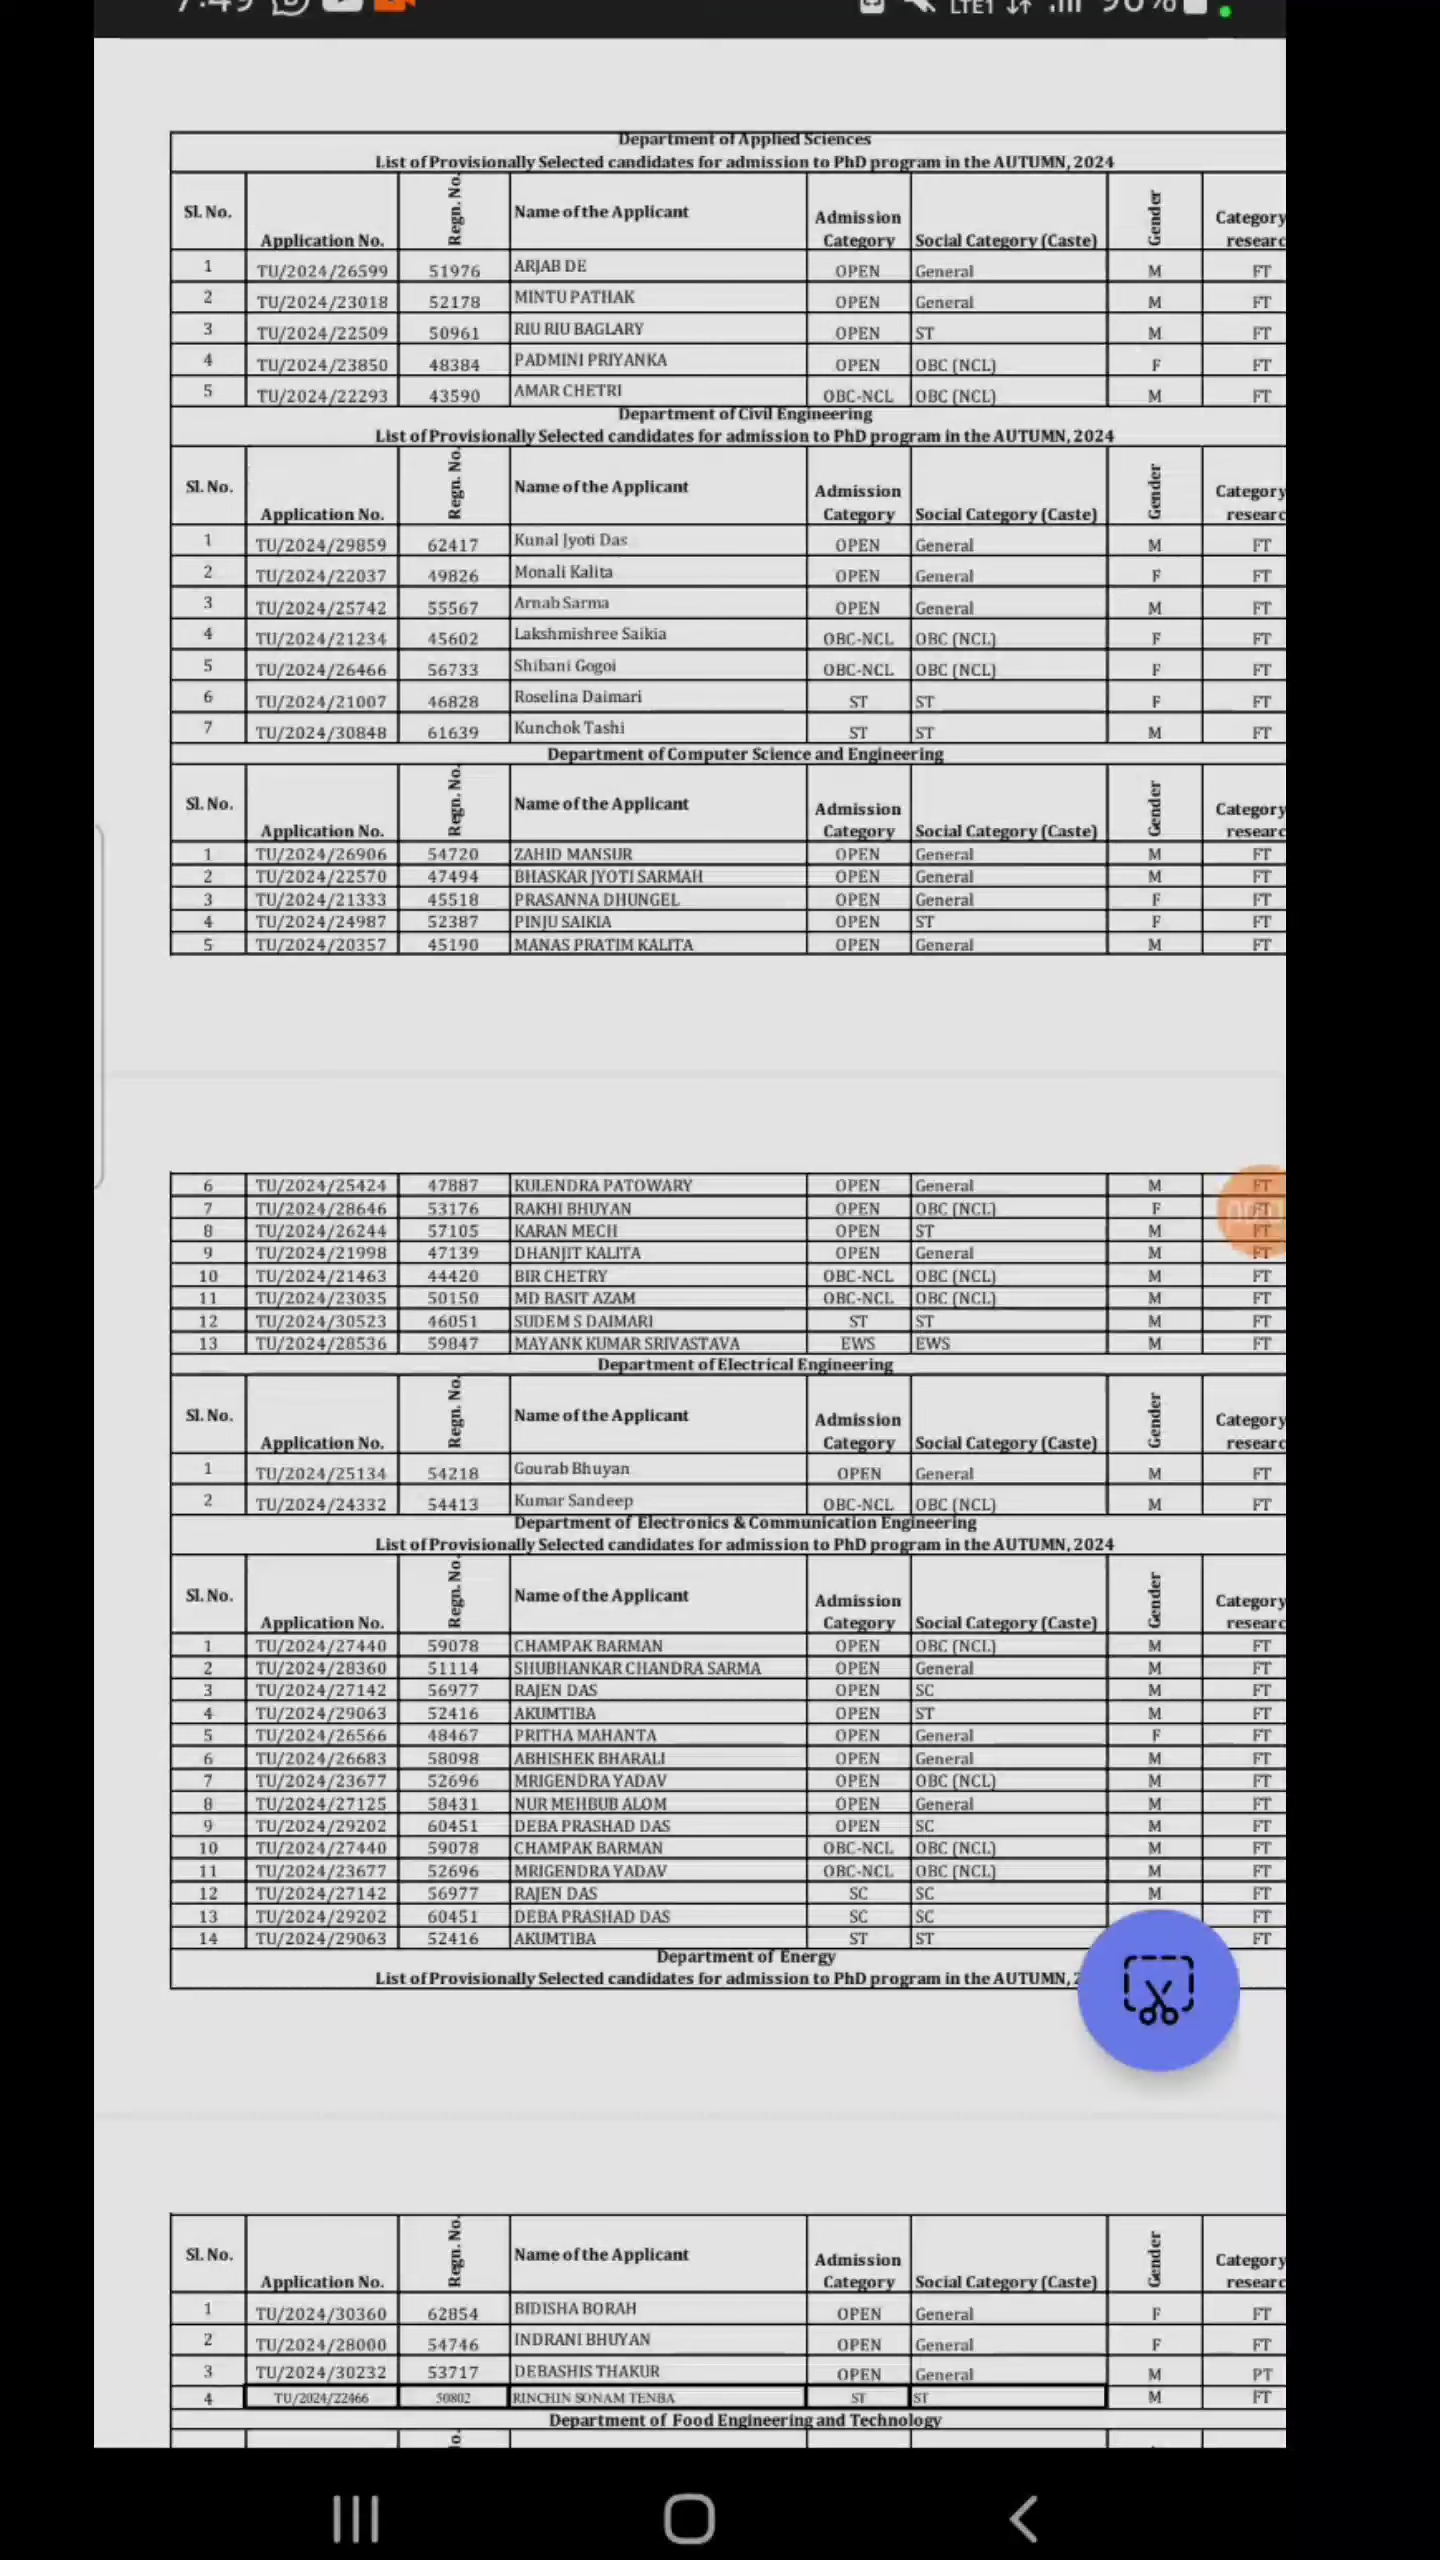 7:49 LTE1 96%
Department of Applied Sciences
List of Provisionally Selected candidates for admission to PhD program in the AUTUMN, 2024
Sl. No. Application No. Regn. No. Name of the Applicant Admission Category Social Category (Caste) Gender Category researc
1 TU/2024/26599 51976 ARJAB DE OPEN General M FT
2 TU/2024/23018 52178 MINTU PATHAK OPEN General M FT
3 TU/2024/22509 50961 RIU RIU BAGLARY OPEN ST M FT
4 TU/2024/23850 48384 PADMINI PRIYANKA OPEN OBC (NCL) F FT
5 TU/2024/22293 43590 AMAR CHETRI OBC-NCL OBC (NCL) M FT
Department of Civil Engineering
List of Provisionally Selected candidates for admission to PhD program in the AUTUMN, 2024
Sl. No. Application No. Regn. No. Name of the Applicant Admission Category Social Category (Caste) Gender Category researc
1 TU/2024/29859 62417 Kunal Jyoti Das OPEN General M FT
2 TU/2024/22037 49826 Monali Kalita OPEN General F FT
3 TU/2024/25742 55567 Arnab Sarma OPEN General M FT
4 TU/2024/21234 45602 Lakshmishree Saikia OBC-NCL OBC (NCL) F FT
5 TU/2024/26466 56733 Shibani Gogoi OBC-NCL OBC (NCL) F FT
6 TU/2024/21007 46828 Roselina Daimari ST ST F FT
7 TU/2024/30848 61639 Kunchok Tashi ST ST M FT
Department of Computer Science and Engineering
Sl. No. Application No. Regn. No. Name of the Applicant Admission Category Social Category (Caste) Gender Category researc
1 TU/2024/26906 54720 ZAHID MANSUR OPEN General M FT
2 TU/2024/22570 47494 BHASKAR JYOTI SARMAH OPEN General M FT
3 TU/2024/21333 45518 PRASANNA DHUNGEL OPEN General F FT
4 TU/2024/24987 52387 PINJU SAIKIA OPEN ST F FT
5 TU/2024/20357 45190 MANAS PRATIM KALITA OPEN General M FT
6 TU/2024/25424 47887 KULENDRA PATOWARY OPEN General M FT
7 TU/2024/28646 53176 RAKHI BHUYAN OPEN OBC (NCL) F FT
8 TU/2024/26244 57105 KARAN MECH OPEN ST M FT
9 TU/2024/21998 47139 DHANJIT KALITA OPEN General M FT
10 TU/2024/21463 44420 BIR CHETRY OBC-NCL OBC (NCL) M FT
11 TU/2024/23035 50150 MD BASIT AZAM OBC-NCL OBC (NCL) M FT
12 TU/2024/30523 46051 SUDEM S DAIMARI ST ST M FT
13 TU/2024/28536 59847 MAYANK KUMAR SRIVASTAVA EWS EWS M FT
Department of Electrical Engineering
Sl. No. Application No. Regn. No. Name of the Applicant Admission Category Social Category (Caste) Gender Category researc
1 TU/2024/25134 54218 Gourab Bhuyan OPEN General M FT
2 TU/2024/24332 54413 Kumar Sandeep OBC-NCL OBC (NCL) M FT
Department of Electronics & Communication Engineering
List of Provisionally Selected candidates for admission to PhD program in the AUTUMN, 2024
Sl. No. Application No. Regn. No. Name of the Applicant Admission Category Social Category (Caste) Gender Category researc
1 TU/2024/27440 59078 CHAMPAK BARMAN OPEN OBC (NCL) M FT
2 TU/2024/28360 51114 SHUBHANKAR CHANDRA SARMA OPEN General M FT
3 TU/2024/27142 56977 RAJEN DAS OPEN SC M FT
4 TU/2024/29063 52416 AKUMTIBA OPEN ST M FT
5 TU/2024/26566 48467 PRITHA MAHANTA OPEN General F FT
6 TU/2024/26683 58098 ABHISHEK BHARALI OPEN General M FT
7 TU/2024/23677 52696 MRIGENDRA YADAV OPEN OBC (NCL) M FT
8 TU/2024/27125 58431 NUR MEHBUB ALOM OPEN General M FT
9 TU/2024/29202 60451 DEBA PRASHAD DAS OPEN SC M FT
10 TU/2024/27440 59078 CHAMPAK BARMAN OBC-NCL OBC (NCL) M FT
11 TU/2024/23677 52696 MRIGENDRA YADAV OBC-NCL OBC (NCL) M FT
12 TU/2024/27142 56977 RAJEN DAS SC SC M FT
13 TU/2024/29202 60451 DEBA PRASHAD DAS SC SC FT
14 TU/2024/29063 52416 AKUMTIBA ST ST FT
Department of Energy
List of Provisionally Selected candidates for admission to PhD program in the AUTUMN, 2
Sl. No. Application No. Regn. No. Name of the Applicant Admission Category Social Category (Caste) Gender Category researc
1 TU/2024/30360 62854 BIDISHA BORAH OPEN General F FT
2 TU/2024/28000 54746 INDRANI BHUYAN OPEN General F FT
3 TU/2024/30232 53717 DEBASHIS THAKUR OPEN General M PT
4 TU/2024/22466 50802 RINCHIN SONAM TENBA ST ST M FT
Department of Food Engineering and Technology